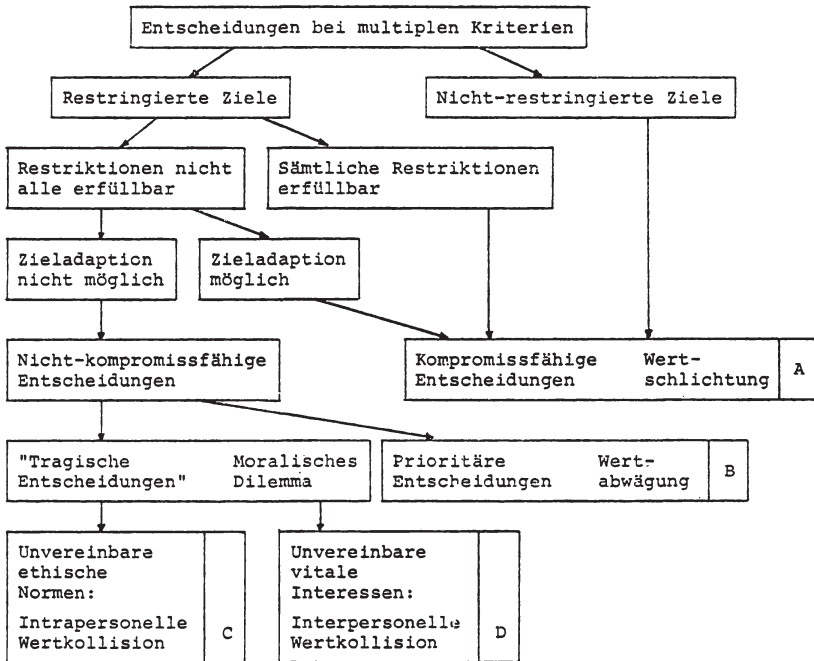 Entscheidungen bei multiplen Kriterien
Restringierte Ziele
Nicht-restringierte Ziele
Restriktionen nicht
alle erfüllbar
Sämtliche Restriktionen
erfüllbar
Zieladaption
nicht möglich
Zieladaption
möglich
Nicht-kompromissfähige
Entscheidungen
Kompromissfähige
Entscheidungen
Wert-
schlichtung
A
"Tragische
Entscheidungen"
Moralisches
Dilemma
Prioritäre
Entscheidungen
Wert-
abwägung
B
Unvereinbare
ethische
Normen:
Intrapersonelle
Wertkollision
C
Unvereinbare
vitale
Interessen:
Interpersonelle
Wertkollision
D